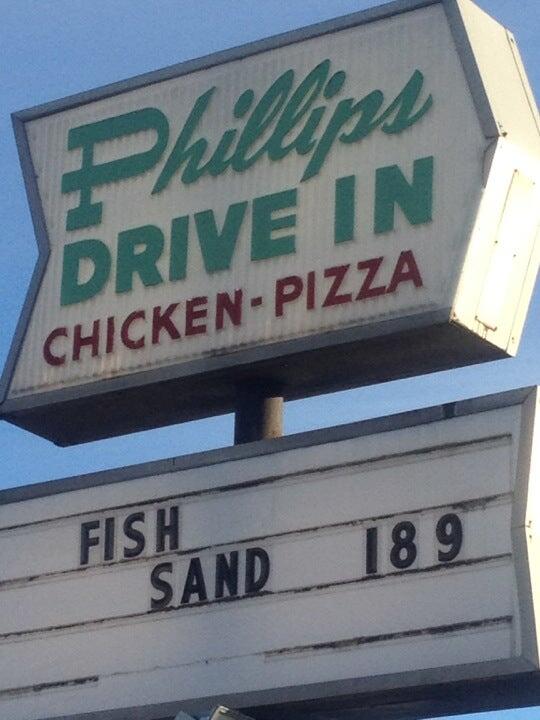 Phillips
DRIVE IN
CHICKEN-PIZZA
FISH
SAND 189